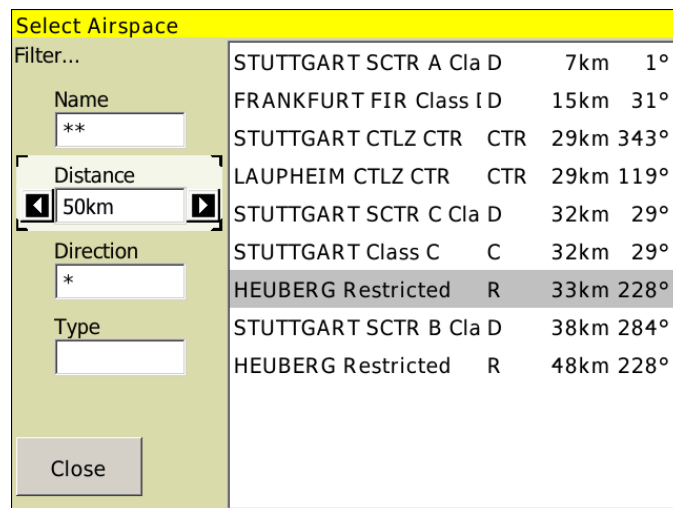 Select Airspace
Filter...
Name
**
Distance
50km
Direction
*
Type
Close
STUTTGART SCTR A Cla D 7km 1°
FRANKFURT FIR Class [ D 15km 31°
STUTTGART CTLZ CTR CTR 29km 343°
LAUPHEIM CTLZ CTR CTR 29km 119°
STUTTGART SCTR C Cla D 32km 29°
STUTTGART Class C C 32km 29°
HEUBERG Restricted R 33km 228°
STUTTGART SCTR B Cla D 38km 284°
HEUBERG Restricted R 48km 228°